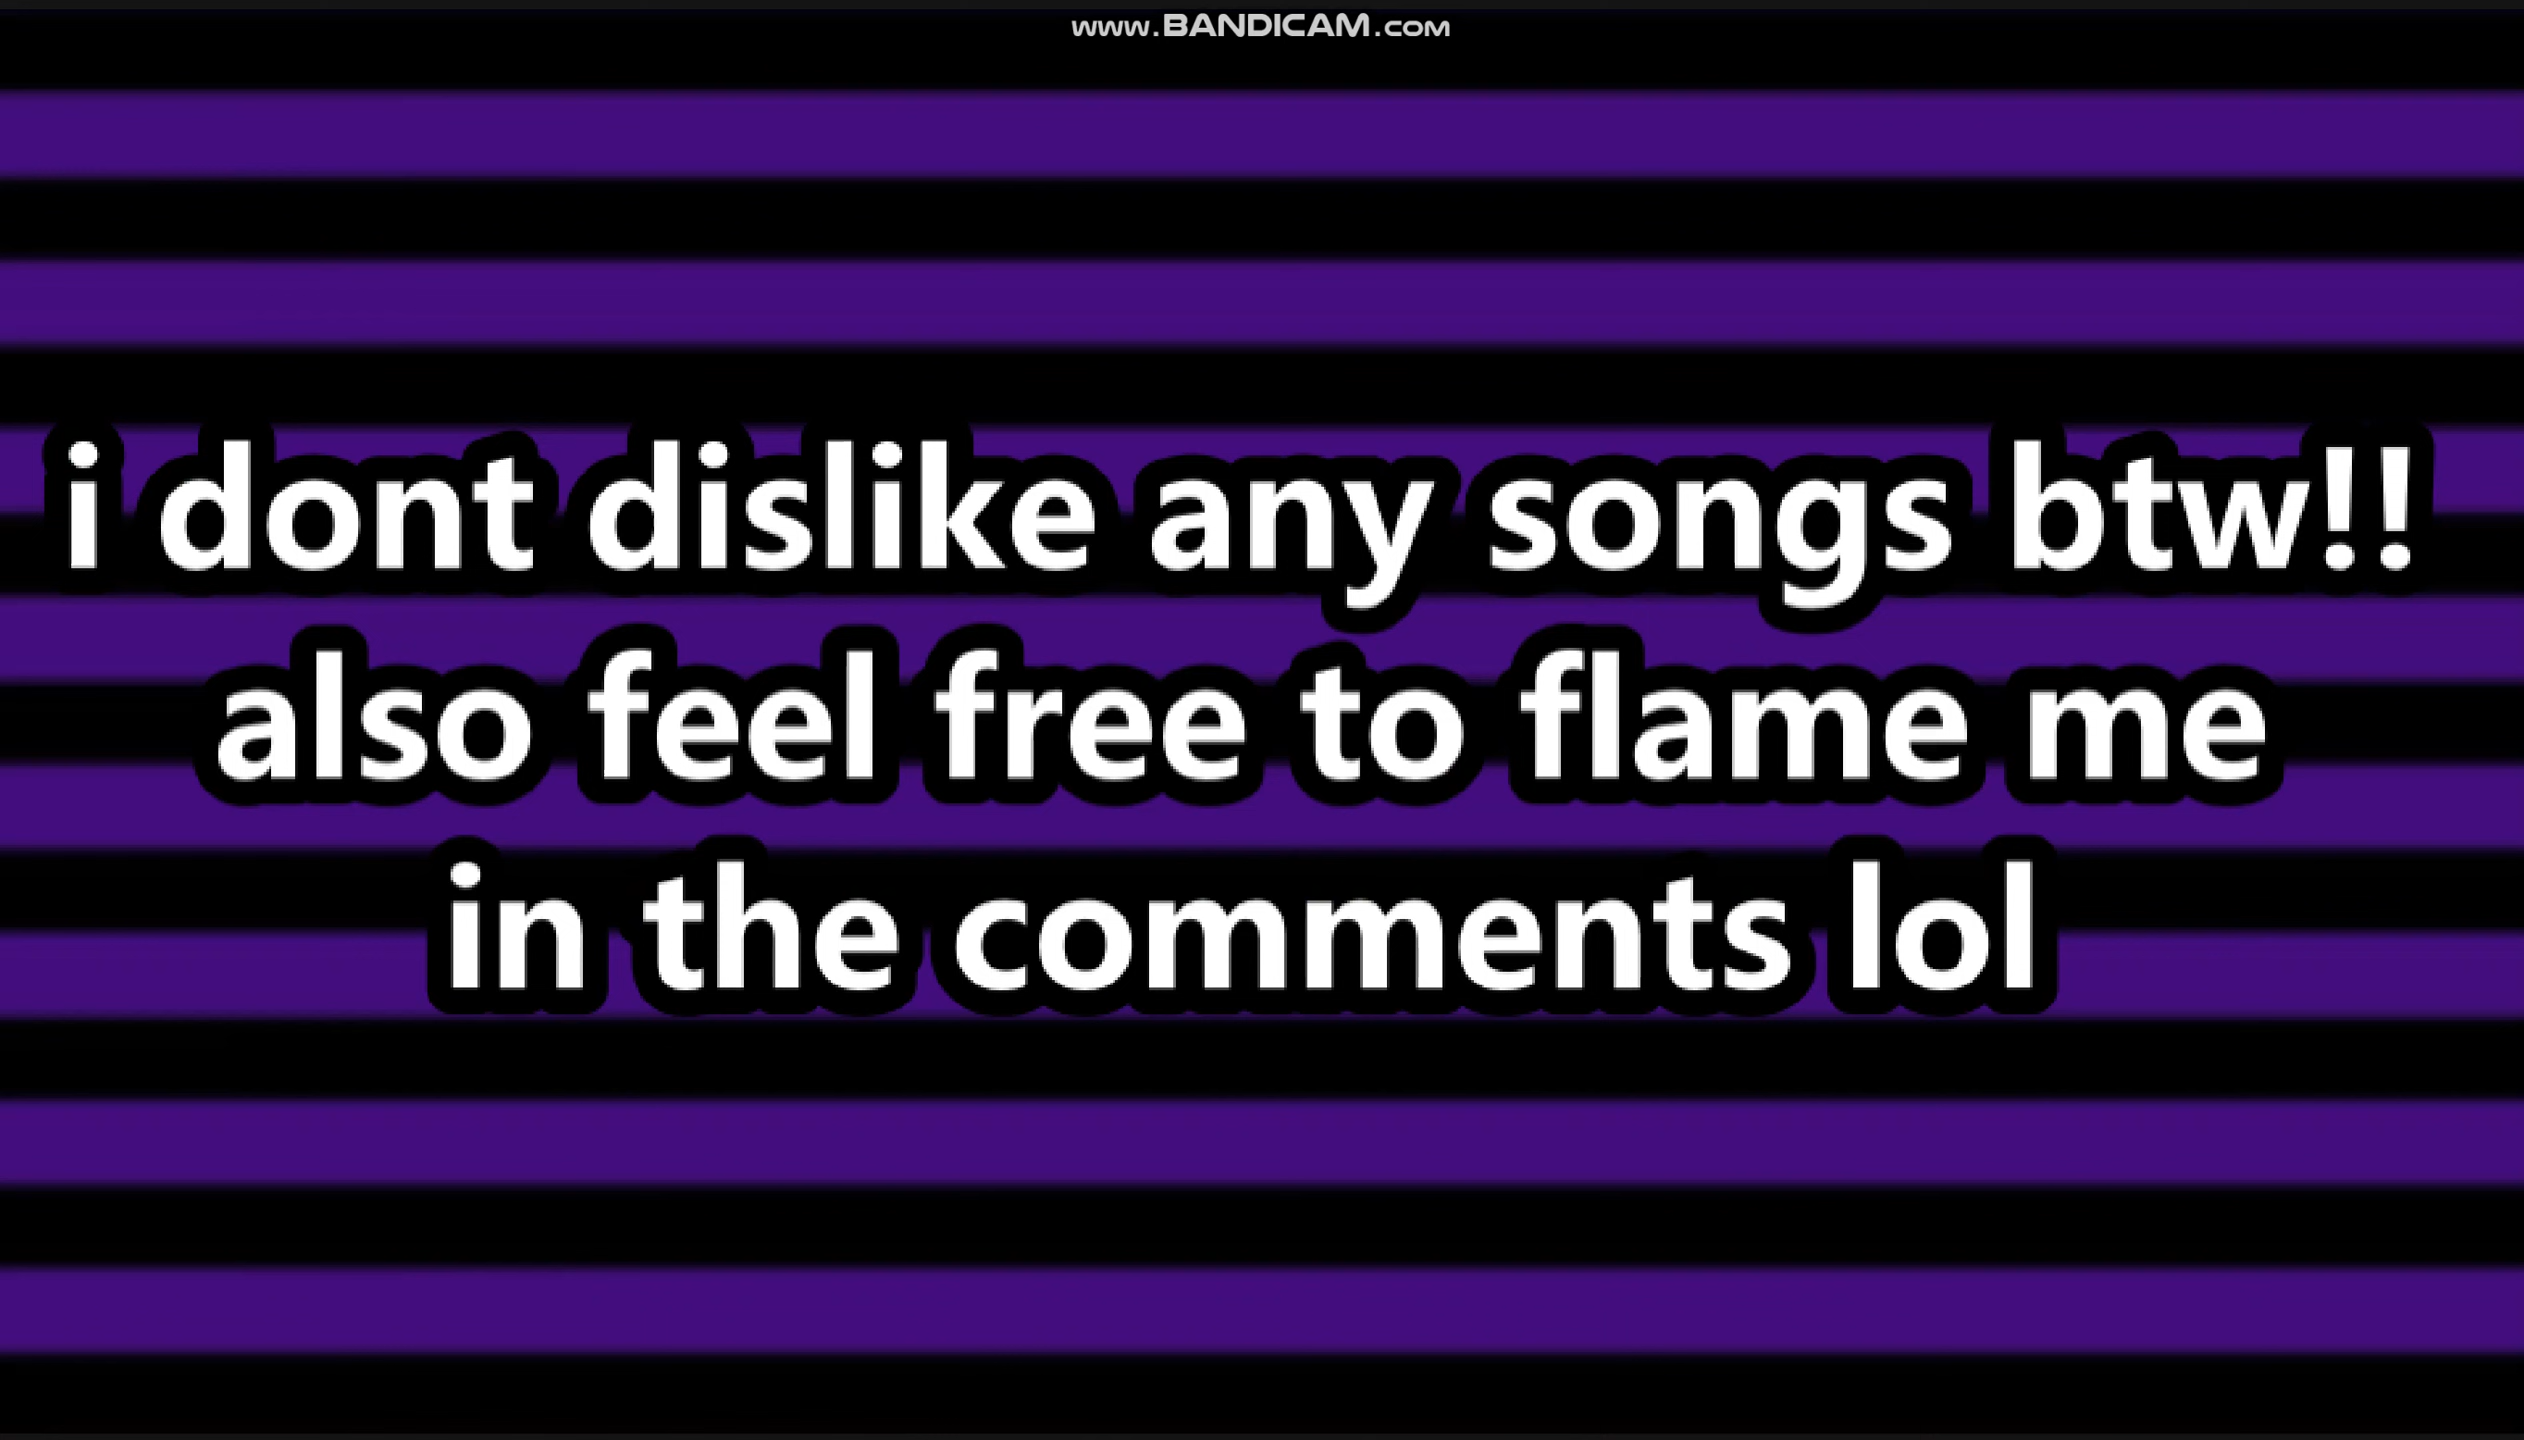 www.BANDICAM.com
i dont dislike any songs btw!!
also feel free to flame me
in the comments lol